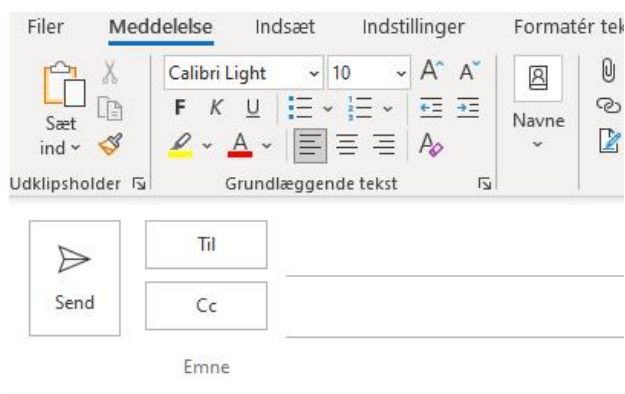 Filer Meddelelse Indsæt Indstillinger Formatér tek
Calibri Light 10 A A
F K U
Sæt
ind
A
A
Navne
Udklipsholder Grundlæggende tekst
Til
Send
Cc
Emne